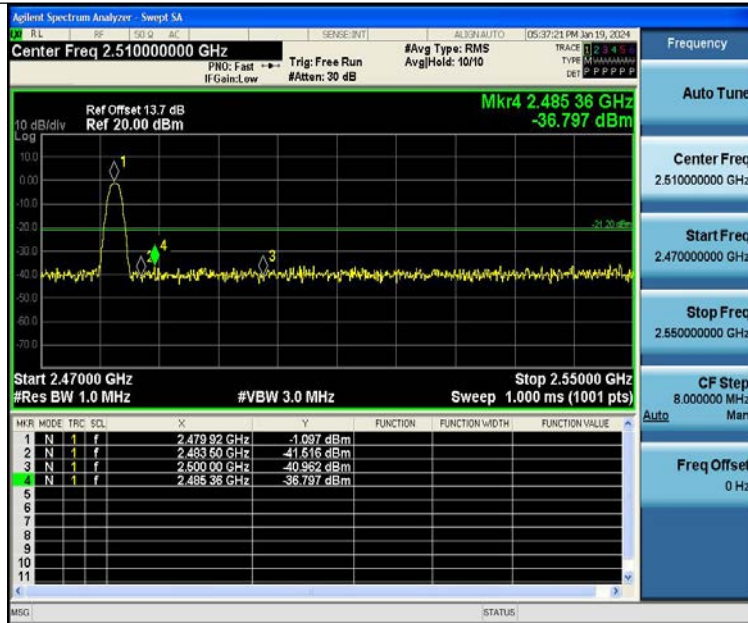 Agilent Spectrum Analyzer - Swept SA
RL RF 50 Ω AC SENSE:INT ALIGNAUTO 05:37:21 PM Jan 19, 2024
Center Freq 2.510000000 GHz
PNO: Fast
IFGain:Low
Trig: Free Run
#Atten: 30 dB
#Avg Type: RMS
Avg|Hold: 10/10
TRACE 1 2 3 4 5 6
TYPE M
DET P P P P P P
Ref Offset 13.7 dB
Ref 20.00 dBm
10 dB/div
Log
Mkr4 2.485 36 GHz
-36.797 dBm
10.0
0.00
-10.0
-20.0
-30.0
-40.0
-50.0
-60.0
-70.0
1
2
4
3
-21.20 dBm
Start 2.47000 GHz
Stop 2.55000 GHz
#Res BW 1.0 MHz
#VBW 3.0 MHz
Sweep 1.000 ms (1001 pts)
MKR MODE TRC SCL X Y FUNCTION FUNCTION WIDTH FUNCTION VALUE
1 N 1 f 2.479 92 GHz -1.097 dBm
2 N 1 f 2.483 50 GHz -41.516 dBm
3 N 1 f 2.500 00 GHz -40.962 dBm
4 N 1 f 2.485 36 GHz -36.797 dBm
5
6
7
8
9
10
11
MSG
STATUS
Frequency
Auto Tune
Center Freq
2.510000000 GHz
Start Freq
2.470000000 GHz
Stop Freq
2.550000000 GHz
CF Step
8.000000 MHz
Auto Man
Freq Offset
0 Hz